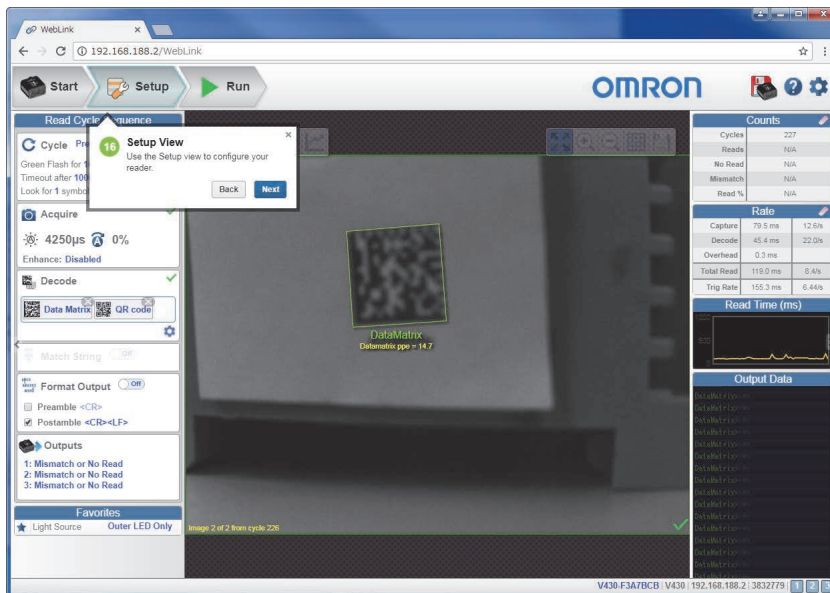 WebLink
192.168.188.2/WebLink
Start
Setup
Run
OMRON
Read Cycle Sequence
Cycle
16
Setup View
Use the Setup view to configure your
reader.
Back
Next
Green Flash for
Timeout after
Look for 1
Acquire
4250µs 0%
Enhance: Disabled
Decode
Data Matrix QR code
Match String Off
Format Output Off
Preamble <CR>
Postamble <CR><LF>
Outputs
1: Mismatch or No Read
2: Mismatch or No Read
3: Mismatch or No Read
Favorites
Light Source Outer LED Only
DataMatrix
Datamatrix ppe = 14.7
Image 2 of 2 from cycle 226
Counts
Cycles 227
Reads N/A
No Read N/A
Mismatch N/A
Read % N/A
Rate
Capture 79.5 ms 12.6/s
Decode 45.4 ms 22.0/s
Overhead 0.3 ms
Total Read 119.0 ms 8.4/s
Trig Rate 155.3 ms 6.44/s
Read Time (ms)
Output Data
V430-F3A7BCB V430 192.168.188.2 3832779 1 2 3